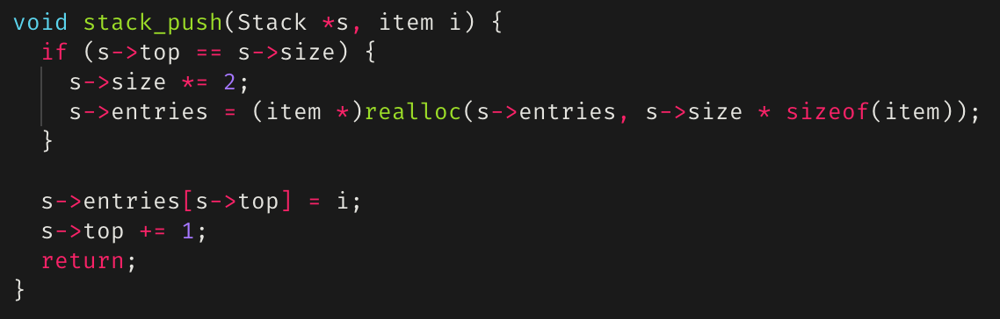 void stack_push(Stack *s, item i) {
  if (s->top == s->size) {
    s->size *= 2;
    s->entries = (item *)realloc(s->entries, s->size * sizeof(item));
  }

  s->entries[s->top] = i;
  s->top += 1;
  return;
}